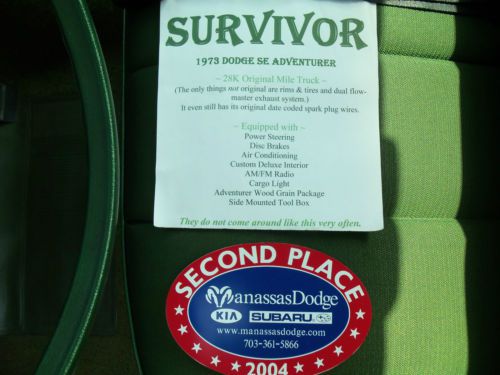 SURVIVOR
1973 DODGE SE ADVENTURER
~ 28K Original Mile Truck ~
(The only things not original are rims & tires and dual flow-
master exhaust system.)
It even still has its original date coded spark plug wires.
~ Equipped with ~
Power Steering
Disc Brakes
Air Conditioning
Custom Deluxe Interior
AM/FM Radio
Cargo Light
Adventurer Wood Grain Package
Side Mounted Tool Box
They do not come around like this very often.
SECOND PLACE
ManassasDodge
KIA SUBARU
www.manassasdodge.com
703-361-5866
2004